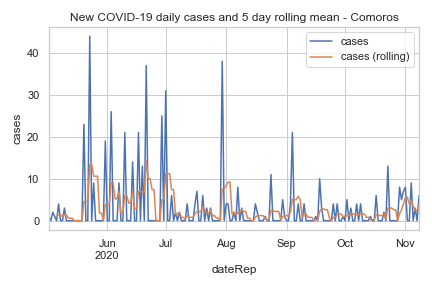 New COVID-19 daily cases and 5 day rolling mean - Comoros
cases
cases (rolling)
40
30
20
10
0
cases
Jun
2020
Jul
Aug
Sep
Oct
Nov
dateRep